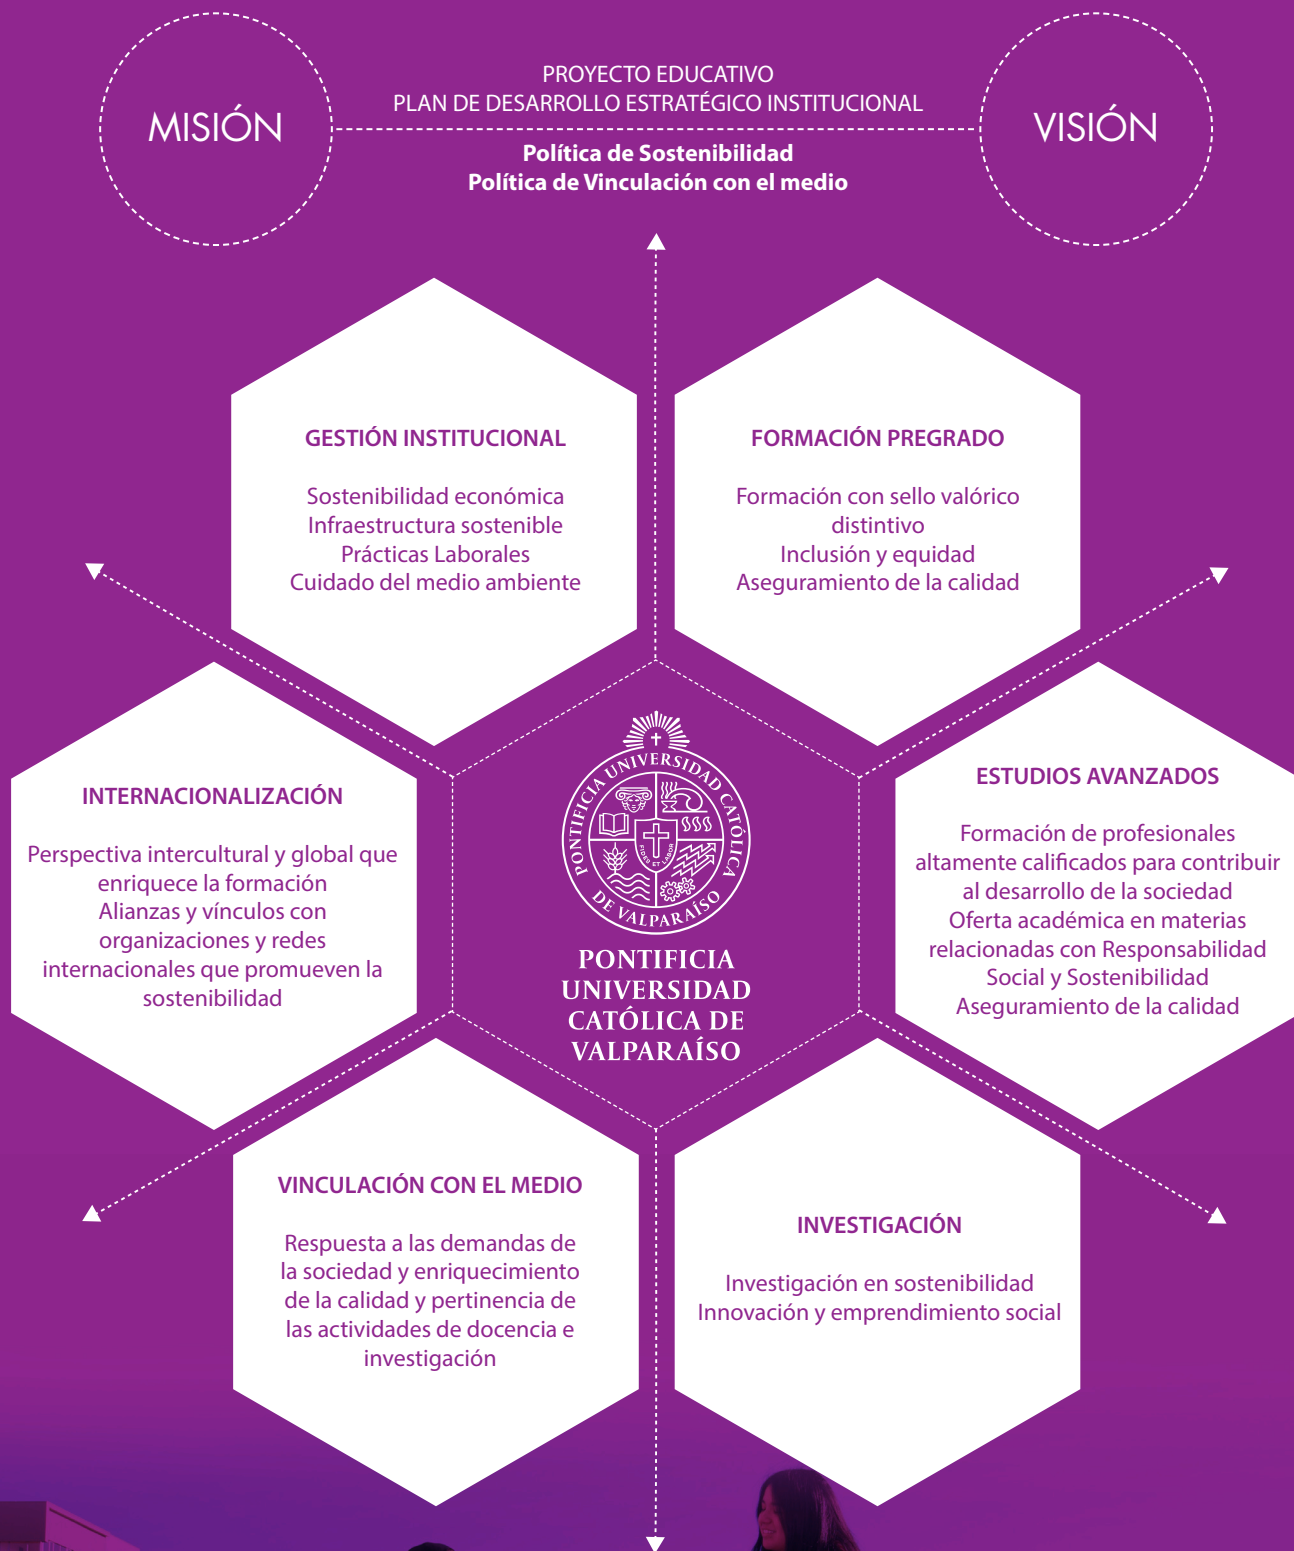 MISIÓN
PROYECTO EDUCATIVO
PLAN DE DESARROLLO ESTRATÉGICO INSTITUCIONAL
Política de Sostenibilidad
Política de Vinculación con el medio
VISIÓN
GESTIÓN INSTITUCIONAL
Sostenibilidad económica
Infraestructura sostenible
Prácticas Laborales
Cuidado del medio ambiente
FORMACIÓN PREGRADO
Formación con sello valórico
distintivo
Inclusión y equidad
Aseguramiento de la calidad
INTERNACIONALIZACIÓN
Perspectiva intercultural y global que
enriquece la formación
Alianzas y vínculos con
organizaciones y redes
internacionales que promueven la
sostenibilidad
PONTIFICIA UNIVERSIDAD CATÓLICA
DE VALPARAÍSO
FIDES ET LABOR
PONTIFICIA
UNIVERSIDAD
CATÓLICA DE
VALPARAÍSO
ESTUDIOS AVANZADOS
Formación de profesionales
altamente calificados para contribuir
al desarrollo de la sociedad
Oferta académica en materias
relacionadas con Responsabilidad
Social y Sostenibilidad
Aseguramiento de la calidad
VINCULACIÓN CON EL MEDIO
Respuesta a las demandas de
la sociedad y enriquecimiento
de la calidad y pertinencia de
las actividades de docencia e
investigación
INVESTIGACIÓN
Investigación en sostenibilidad
Innovación y emprendimiento social